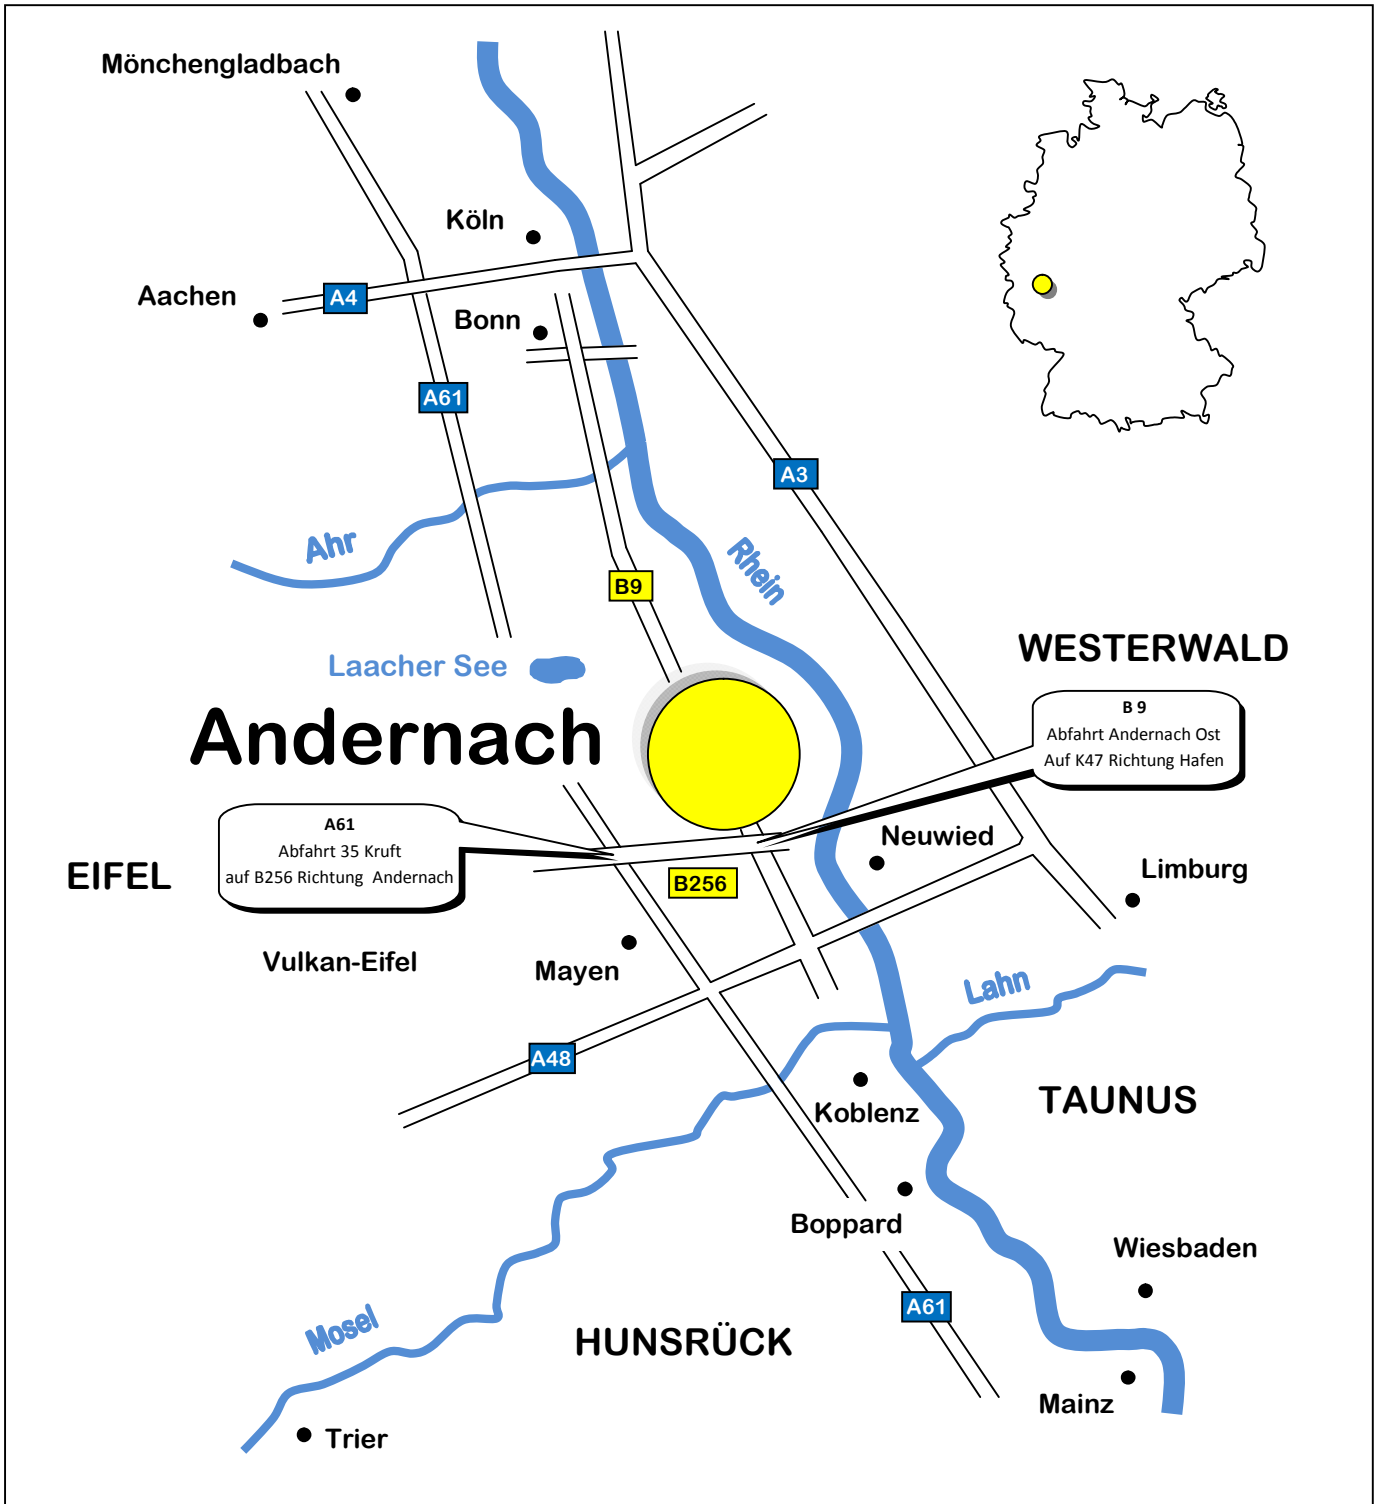 Mönchengladbach
Köln
Aachen
A4
Bonn
A61
A3
Ahr
Rhein
B9
WESTERWALD
Laacher See
Andernach
B 9
Abfahrt Andernach Ost
Auf K47 Richtung Hafen
A61
Abfahrt 35 Kruft
auf B256 Richtung Andernach
Neuwied
EIFEL
B256
Limburg
Vulkan-Eifel
Mayen
Lahn
A48
Koblenz
TAUNUS
Boppard
Wiesbaden
A61
Mosel
HUNSRÜCK
Mainz
Trier